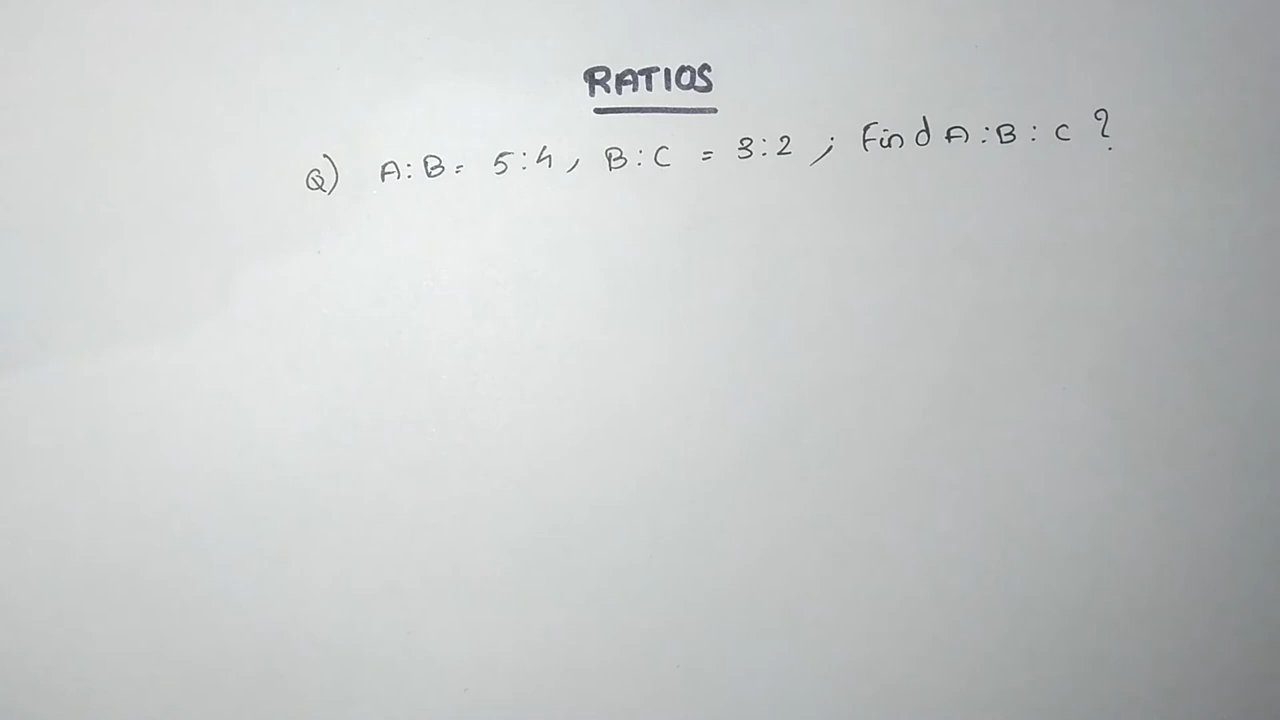 RATIOS
Q) A:B = 5:4, B:C = 3:2 ; Find A:B:C ?